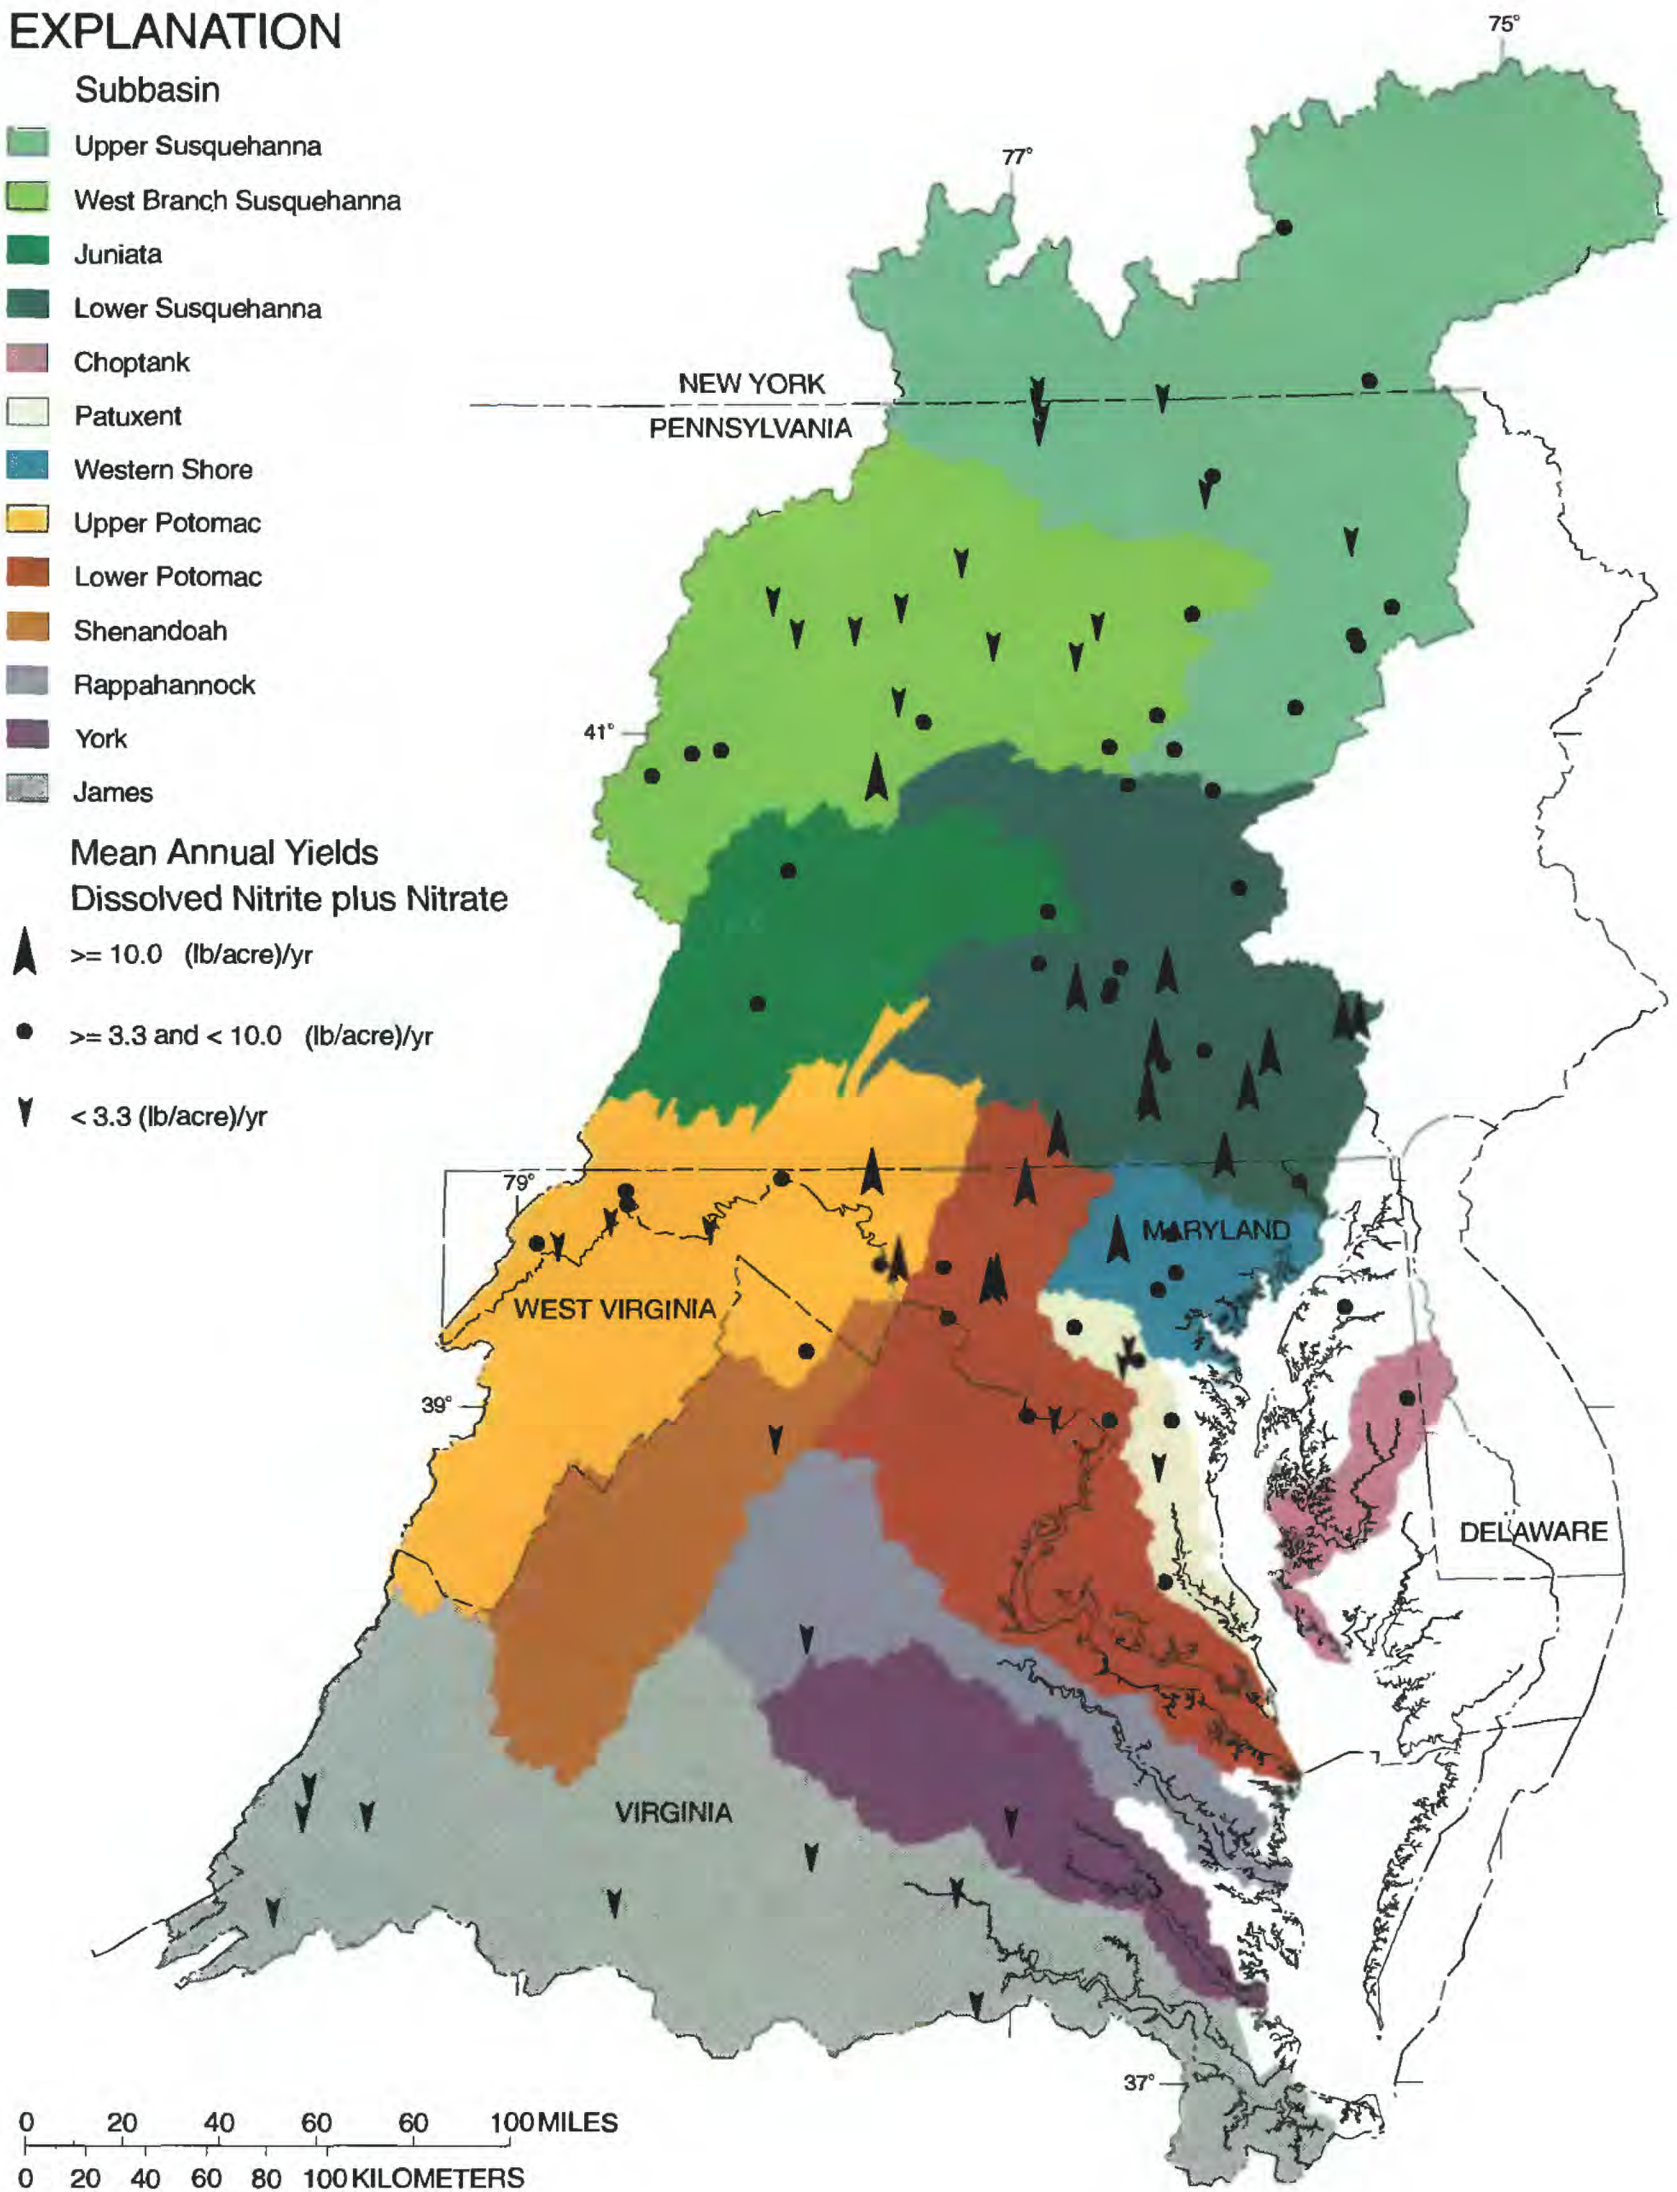 EXPLANATION
Subbasin
Upper Susquehanna
West Branch Susquehanna
Juniata
Lower Susquehanna
Choptank
Patuxent
Western Shore
Upper Potomac
Lower Potomac
Shenandoah
Rappahannock
York
James
Mean Annual Yields
Dissolved Nitrite plus Nitrate
>= 10.0 (lb/acre)/yr
>= 3.3 and < 10.0 (lb/acre)/yr
< 3.3 (lb/acre)/yr
75°
77°
NEW YORK
PENNSYLVANIA
41°
79°
MARYLAND
WEST VIRGINIA
39°
DELAWARE
VIRGINIA
37°
0 20 40 60 60 100 MILES
0 20 40 60 80 100 KILOMETERS